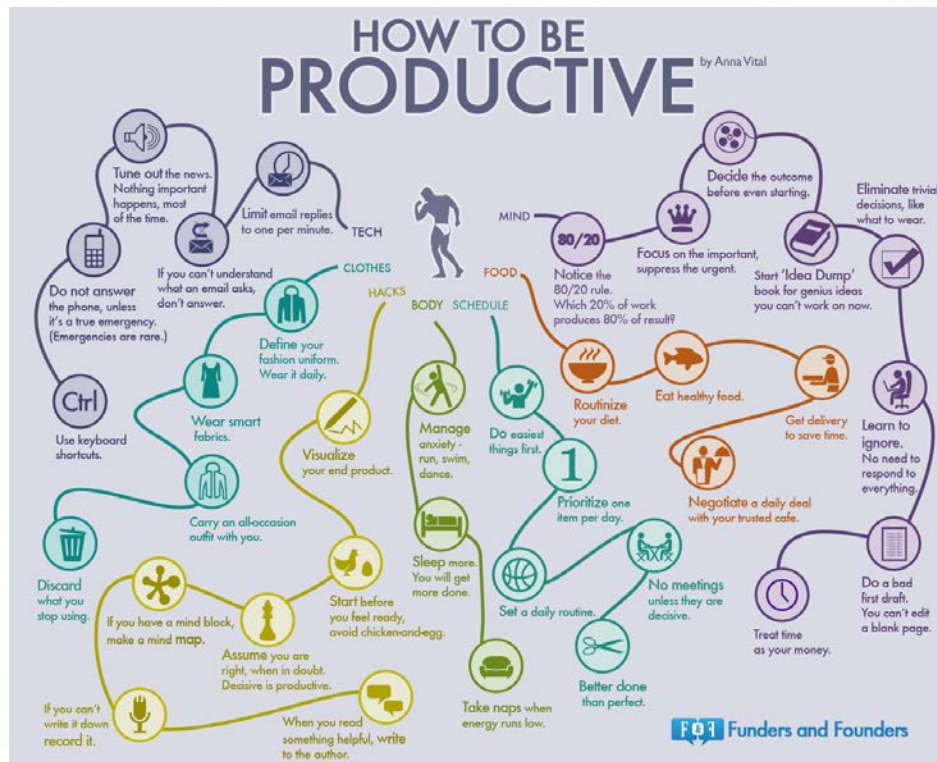 HOW TO BE
PRODUCTIVE
by Anna Vital
TECH
Limit email replies
to one per minute.
If you can't understand
what an email asks,
don't answer.
Tune out the news.
Nothing important
happens, most
of the time.
Do not answer
the phone, unless
it's a true emergency.
(Emergencies are rare.)
Ctrl
Use keyboard
shortcuts.
CLOTHES
Define your
fashion uniform.
Wear it daily.
Wear smart
fabrics.
Carry an all-occasion
outfit with you.
Discard
what you
stop using.
HACKS
Visualize
your end product.
Start before
you feel ready,
avoid chicken-and-egg.
Assume you are
right, when in doubt.
Decisive is productive.
If you have a mind block,
make a mind map.
If you can't
write it down
record it.
When you read
something helpful, write
to the author.
BODY
Manage
anxiety -
run, swim,
dance.
Sleep more.
You will get
more done.
Take naps when
energy runs low.
SCHEDULE
Do easiest
things first.
1
Prioritize one
item per day.
Set a daily routine.
No meetings
unless they are
decisive.
Better done
than perfect.
FOOD
Routinize
your diet.
Eat healthy food.
Get delivery
to save time.
Negotiate a daily deal
with your trusted cafe.
MIND
80/20
Notice the
80/20 rule.
Which 20% of work
produces 80% of result?
Focus on the important,
suppress the urgent.
Decide the outcome
before even starting.
Start 'Idea Dump'
book for genius ideas
you can't work on now.
Eliminate trivial
decisions, like
what to wear.
Learn to
ignore.
No need to
respond to
everything.
Do a bad
first draft.
You can't edit
a blank page.
Treat time
as your money.
FOF Funders and Founders